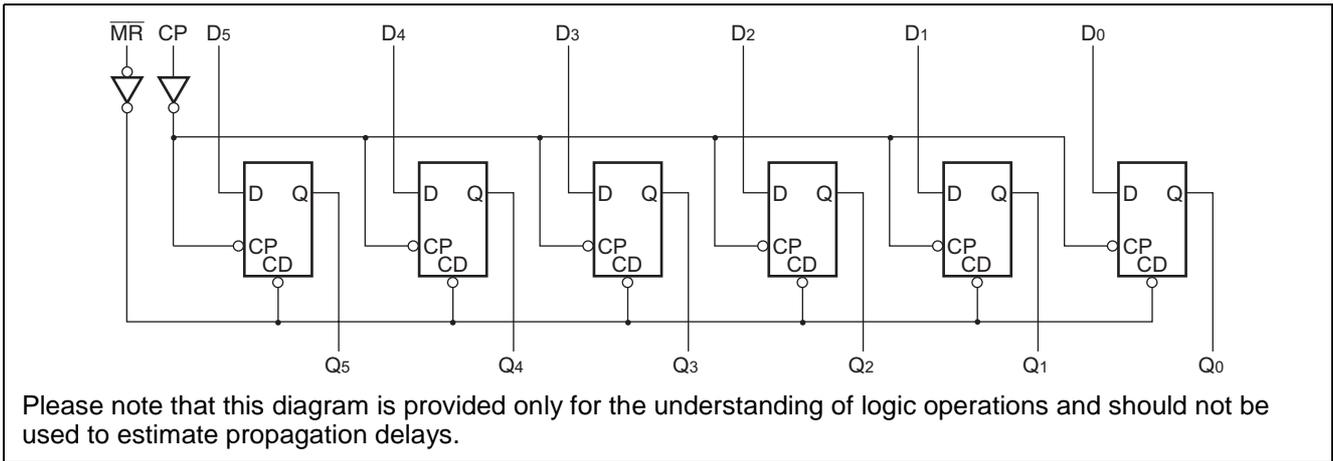 MR CP D5 D4 D3 D2 D1 D0
D Q D Q D Q D Q D Q D Q
CP CP CP CP CP CP
CD CD CD CD CD CD
Q5 Q4 Q3 Q2 Q1 Q0
Please note that this diagram is provided only for the understanding of logic operations and should not be
used to estimate propagation delays.